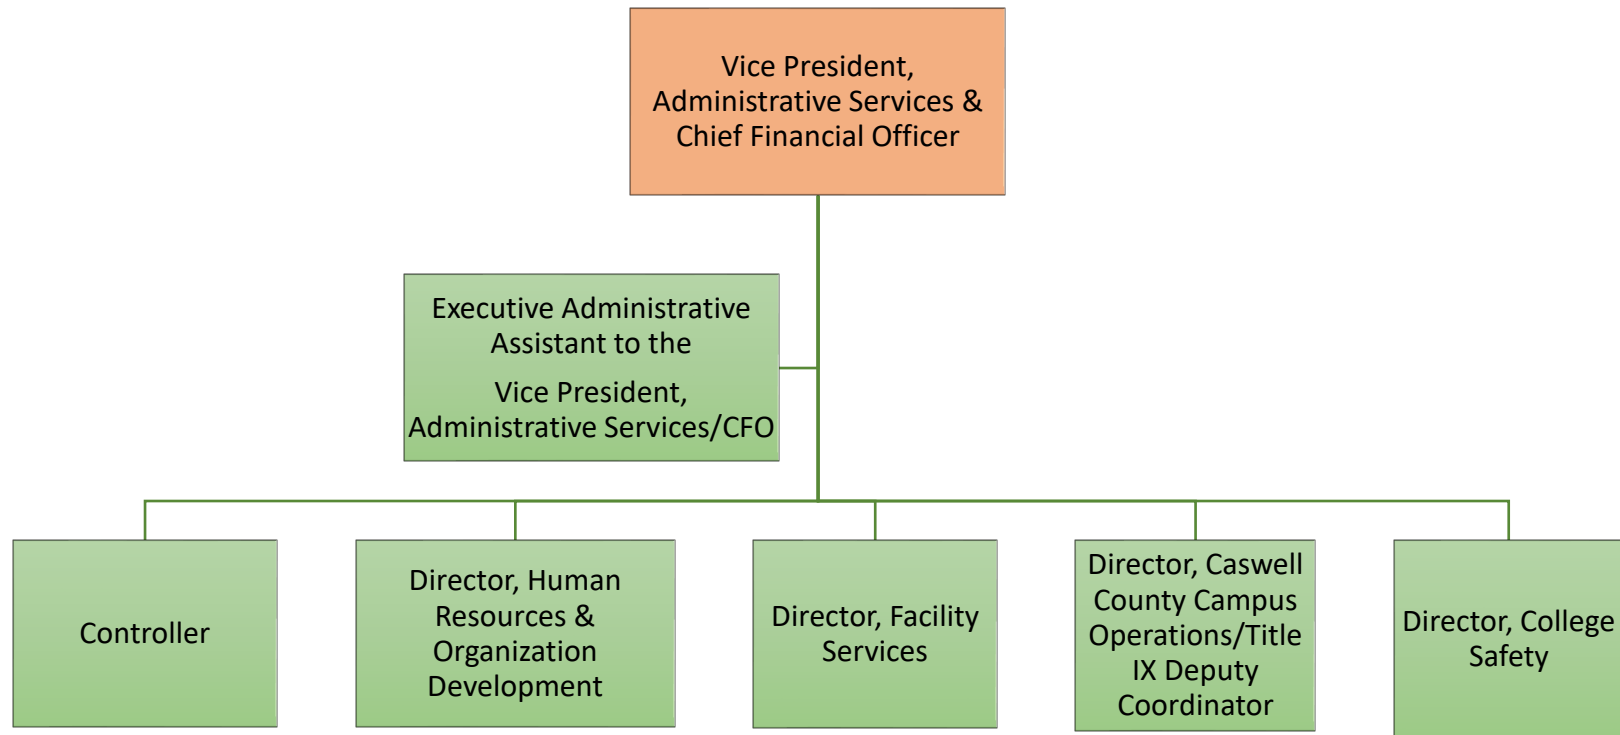 Vice President,
Administrative Services &
Chief Financial Officer
Executive Administrative
Assistant to the
Vice President,
Administrative Services/CFO
Controller
Director, Human
Resources &
Organization
Development
Director, Facility
Services
Director, Caswell
County Campus
Operations/Title
IX Deputy
Coordinator
Director, College
Safety